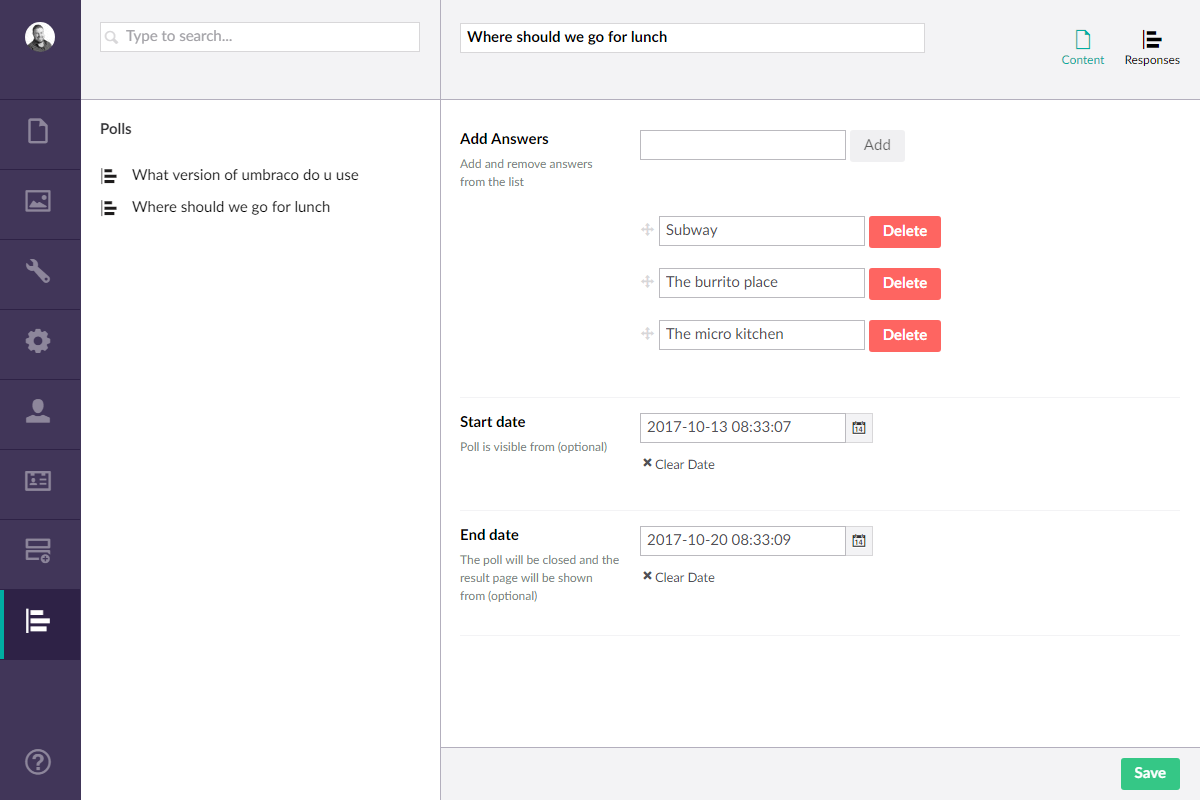 Type to search...
Where should we go for lunch
Content
Responses
Polls
What version of umbraco do u use
Where should we go for lunch
Add Answers
Add and remove answers
from the list
Add
Subway
Delete
The burrito place
Delete
The micro kitchen
Delete
Start date
Poll is visible from (optional)
2017-10-13 08:33:07
14
Clear Date
End date
The poll will be closed and the
result page will be shown
from (optional)
2017-10-20 08:33:09
14
Clear Date
Save